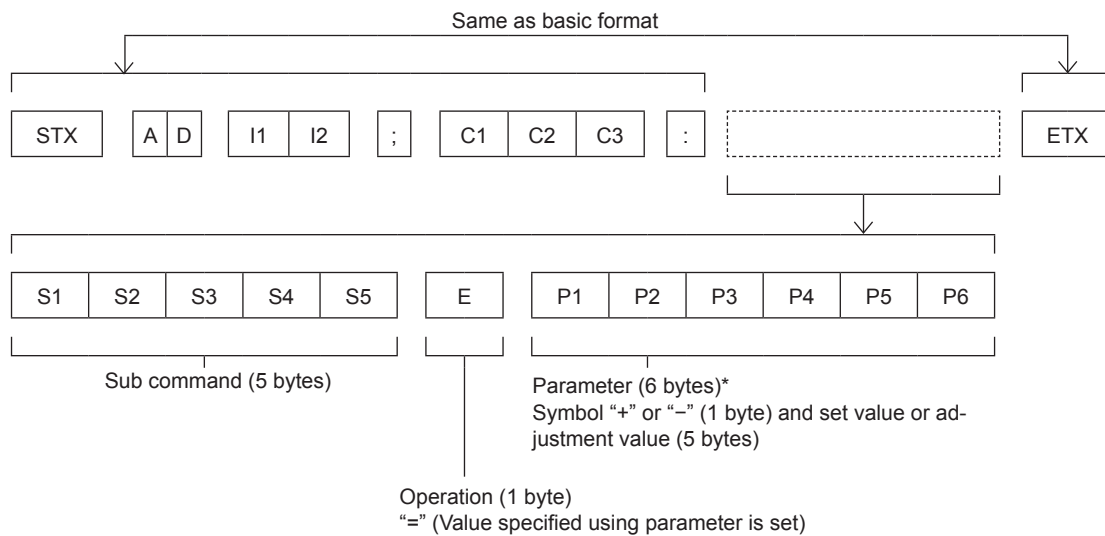 Same as basic format
STX A D I1 I2 ; C1 C2 C3 : ETX
S1 S2 S3 S4 S5 E P1 P2 P3 P4 P5 P6
Sub command (5 bytes)
Parameter (6 bytes)*
Symbol “+” or “−” (1 byte) and set value or ad-
justment value (5 bytes)
Operation (1 byte)
“=” (Value specified using parameter is set)